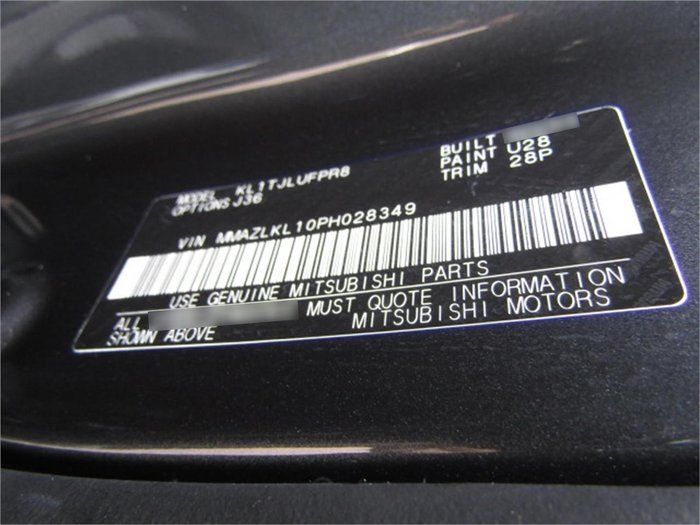 MODEL KL1TJLUFPR8
OPTIONS J36
BUILT
PAINT U28
TRIM 28P
VIN MMAZLKL10PH028349
USE GENUINE MITSUBISHI PARTS
ALL MUST QUOTE INFORMATION
SHOWN ABOVE MITSUBISHI MOTORS